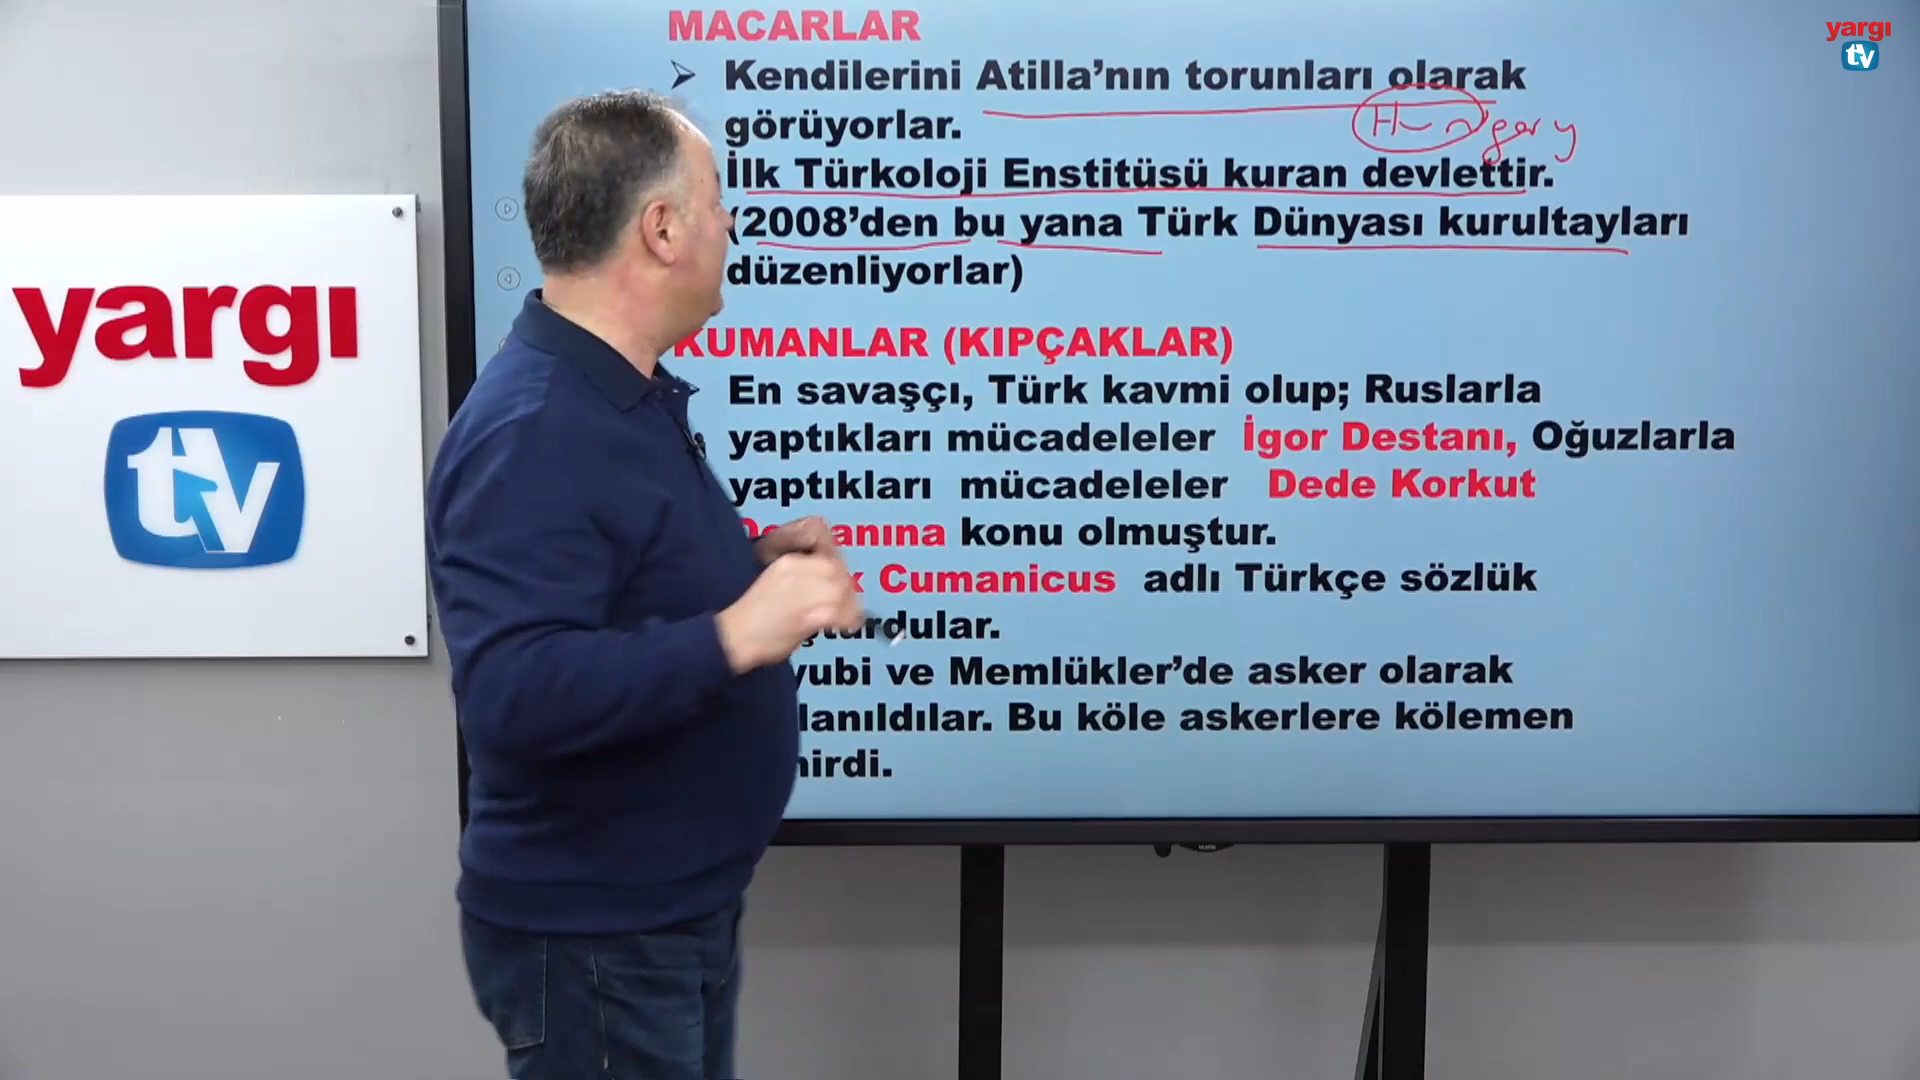 yargı
tv
MACARLAR
Kendilerini Atilla'nın torunları olarak
görüyorlar.
Hungary
İlk Türkoloji Enstitüsü kuran devlettir.
(2008'den bu yana Türk Dünyası kurultayları
düzenliyorlar)
KUMANLAR (KIPÇAKLAR)
En savaşçı, Türk kavmi olup; Ruslarla
yaptıkları mücadeleler İgor Destanı, Oğuzlarla
yaptıkları mücadeleler Dede Korkut
konu olmuştur.
Cumanicus adlı Türkçe sözlük
ve Memlükler'de asker olarak
Bu köle askerlere kölemen
yargı
tv